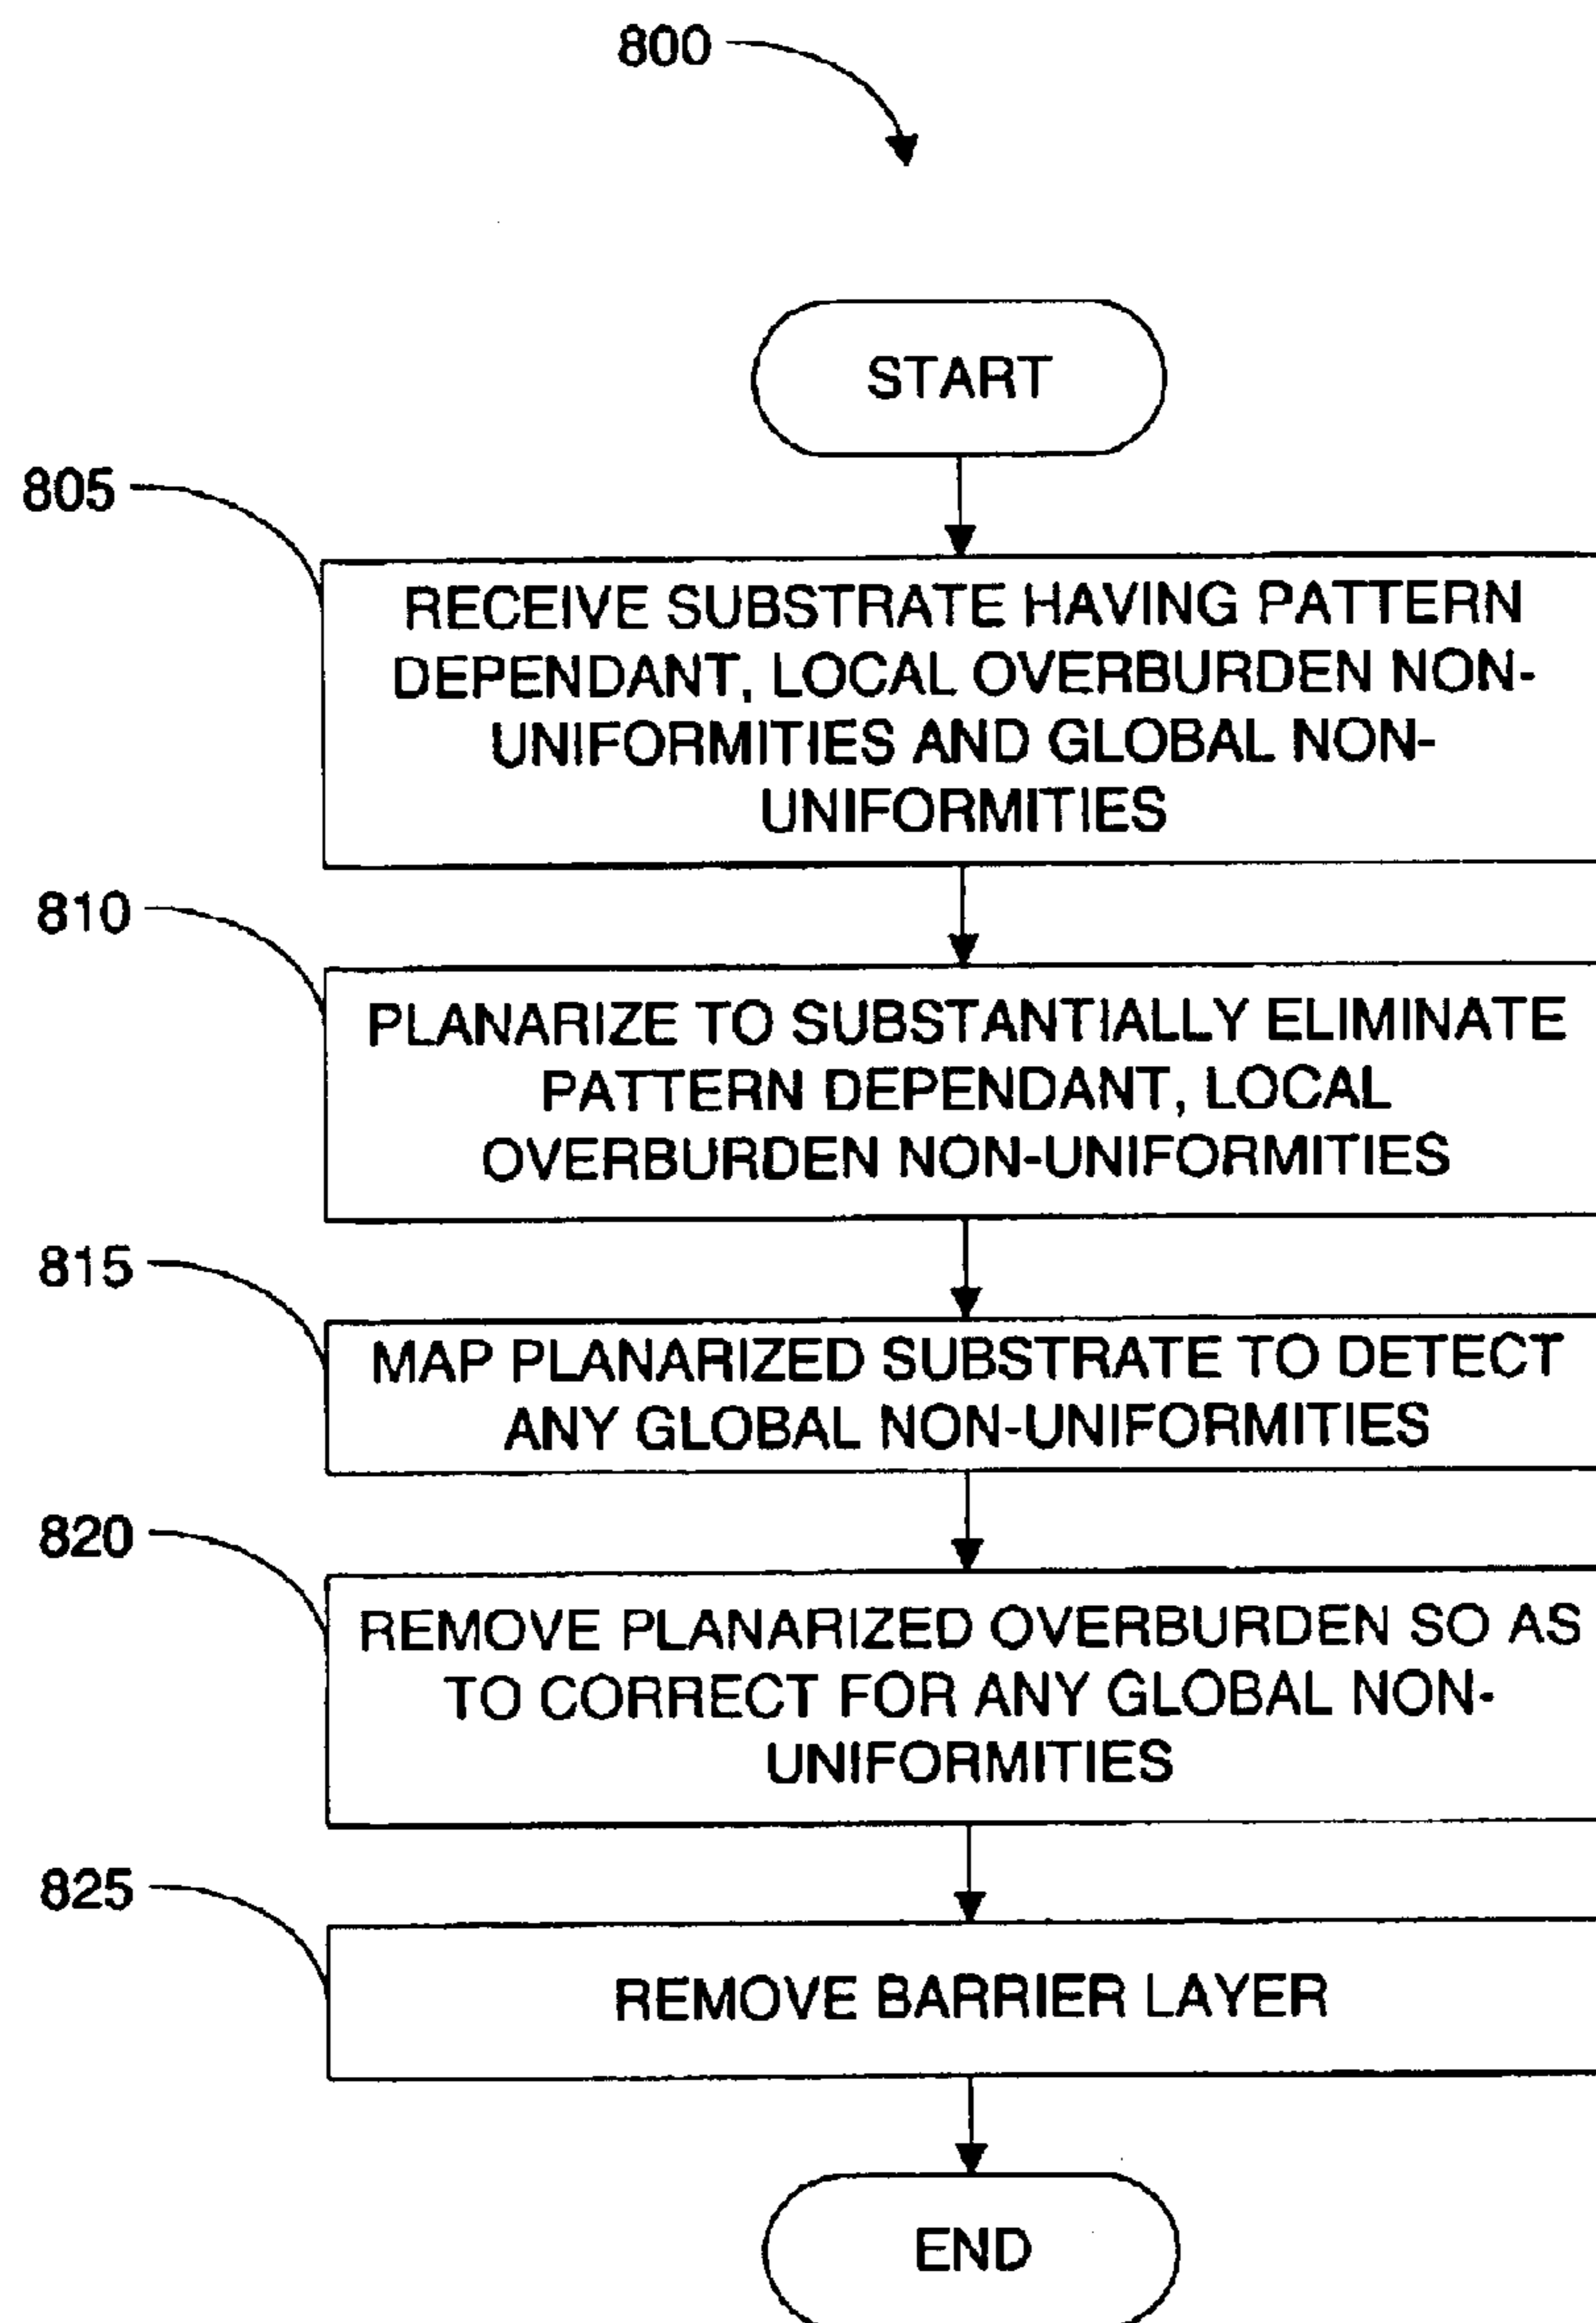 800
START
805
RECEIVE SUBSTRATE HAVING PATTERN
DEPENDANT, LOCAL OVERBURDEN NON-
UNIFORMITIES AND GLOBAL NON-
UNIFORMITIES
810
PLANARIZE TO SUBSTANTIALLY ELIMINATE
PATTERN DEPENDANT, LOCAL
OVERBURDEN NON-UNIFORMITIES
815
MAP PLANARIZED SUBSTRATE TO DETECT
ANY GLOBAL NON-UNIFORMITIES
820
REMOVE PLANARIZED OVERBURDEN SO AS
TO CORRECT FOR ANY GLOBAL NON-
UNIFORMITIES
825
REMOVE BARRIER LAYER
END